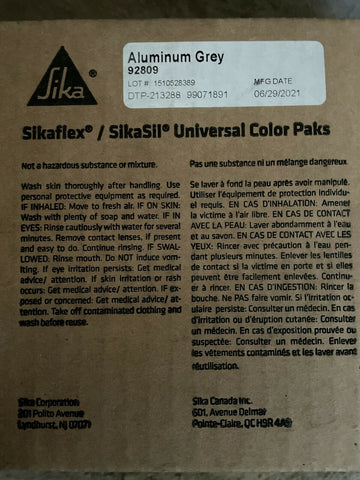 Sika
Aluminum Grey
92809
LOT #: 1510528389
MFG DATE
DTP-213288 99071891
06/29/2021
Sikaflex® / SikaSil® Universal Color Paks
Not a hazardous substance or mixture.
Wash skin thoroughly after handling. Use
personal protective equipment as required.
IF INHALED: Move to fresh air. IF ON SKIN:
Wash with plenty of soap and water. IF IN
EYES: Rinse cautiously with water for several
minutes. Remove contact lenses, if present
and easy to do. Continue rinsing. IF SWAL-
LOWED: Rinse mouth. Do NOT induce vom-
iting. If eye irritation persists: Get medical
advice/ attention. If skin irritation or rash
occurs: Get medical advice/ attention. IF ex-
posed or concerned: Get medical advice/ at-
tention. Take off contaminated clothing and
wash before reuse.
Pas une substance ni un mélange dangereux.
Se laver à fond la peau après avoir manipulé.
Utiliser l'équipement de protection individuel
requis. EN CAS D'INHALATION: Amener
la victime à l'air libre. EN CAS DE CONTACT
AVEC LA PEAU: Laver abondamment à l'eau
et au savon. EN CAS DE CONTACT AVEC LES
YEUX: Rincer avec précaution à l'eau pen-
dant plusieurs minutes. Enlever les lentilles
de contact si la victime en porte et si elles
peuvent être facilement enlevées. Continu-
er à rincer. EN CAS D'INGESTION: Rincer la
bouche. Ne PAS faire vomir. Si l'irritation oc-
ulaire persiste: Consulter un médecin. En cas
d'irritation ou d'éruption cutanée: Consulter
un médecin. En cas d'exposition prouvée ou
suspectée: Consulter un médecin. Enlever
les vêtements contaminés et les laver avant
réutilisation.
Sika Corporation
201 Polito Avenue
Lyndhurst, NJ 07071
Sika Canada Inc.
601, Avenue Delmar
Pointe-Claire, QC H9R 4A9